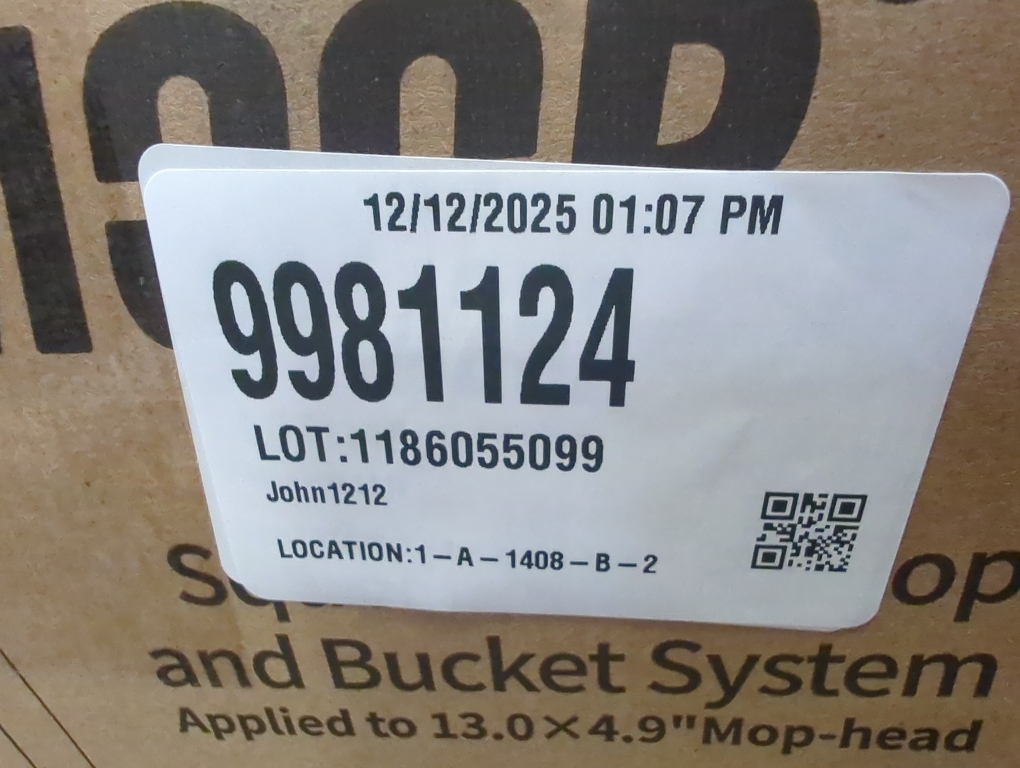 12/12/2025 01:07 PM
9981124
LOT:1186055099
John1212
LOCATION:1-A-1408-B-2
and Bucket System
Applied to 13.0×4.9"Mop-head